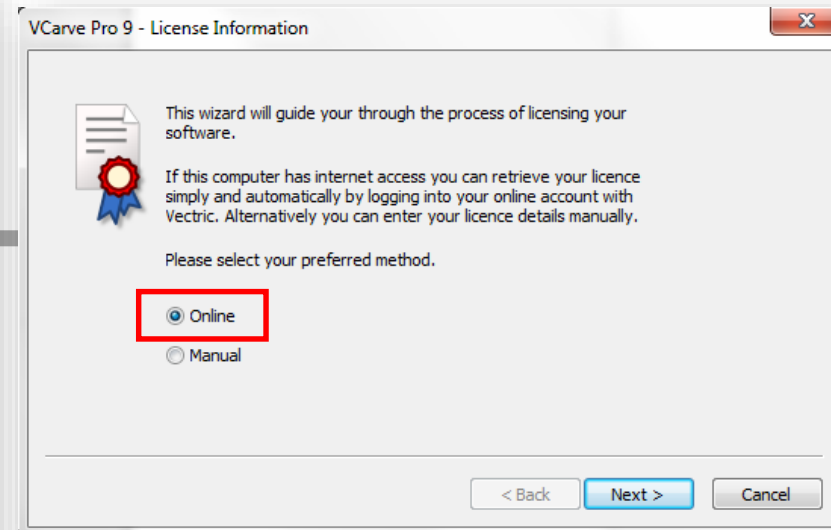 VCarve Pro 9 - License Information
This wizard will guide your through the process of licensing your
software.
If this computer has internet access you can retrieve your licence
simply and automatically by logging into your online account with
Vectric. Alternatively you can enter your licence details manually.
Please select your preferred method.
Online
Manual
< Back Next > Cancel